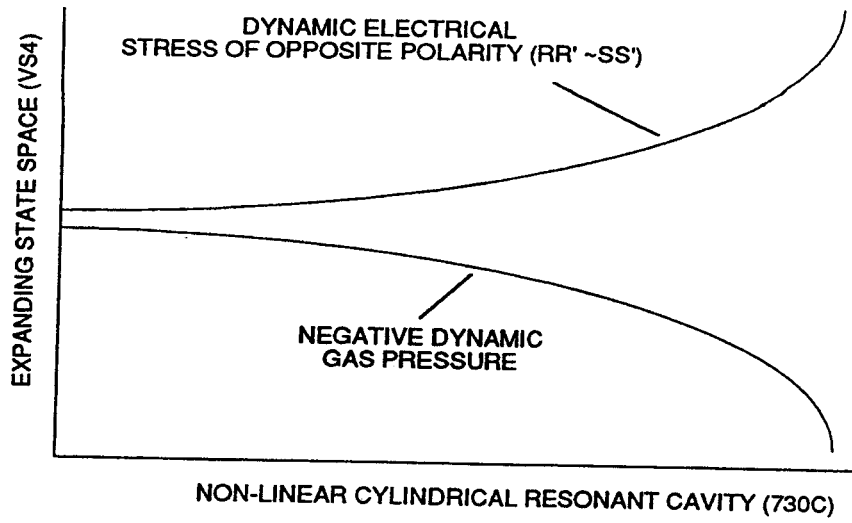 DYNAMIC ELECTRICAL
STRESS OF OPPOSITE POLARITY (RR' ~SS')
EXPANDING STATE SPACE (VS4)
NEGATIVE DYNAMIC
GAS PRESSURE
NON-LINEAR CYLINDRICAL RESONANT CAVITY (730C)